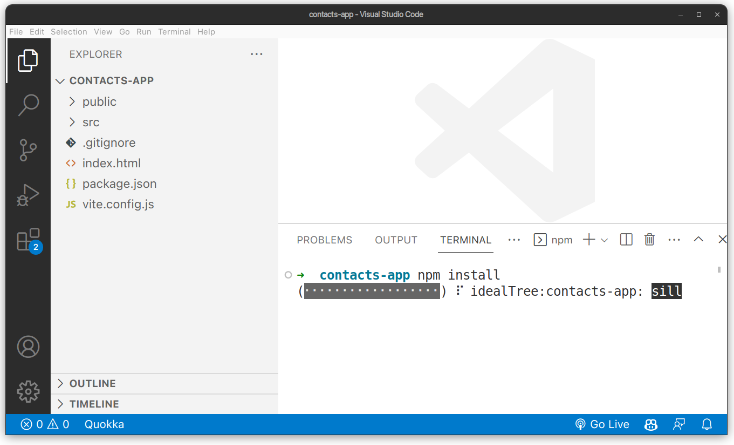 contacts-app - Visual Studio Code
File Edit Selection View Go Run Terminal Help
EXPLORER
CONTACTS-APP
public
src
.gitignore
index.html
package.json
JS vite.config.js
2
OUTLINE
TIMELINE
PROBLEMS OUTPUT TERMINAL npm
contacts-app npm install
(··················) ⠏ idealTree:contacts-app: sill
0 0 Quokka Go Live